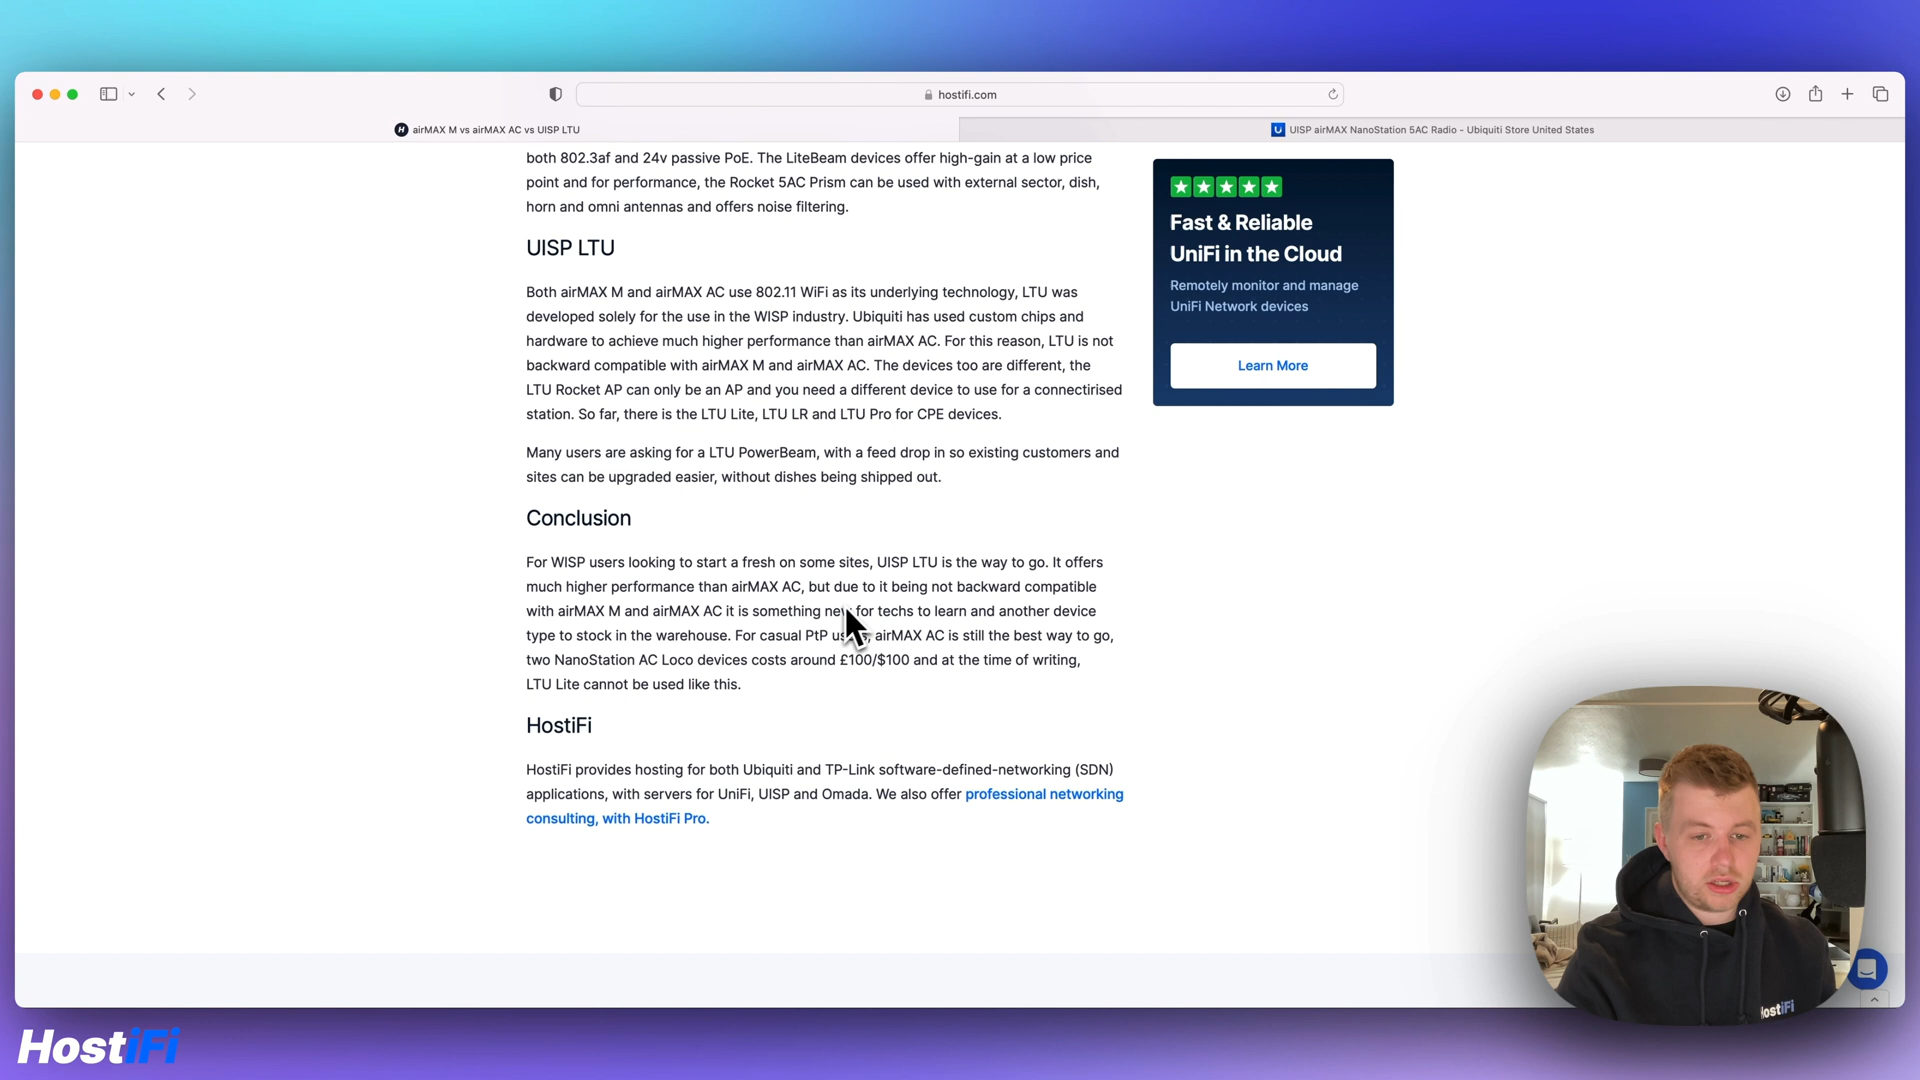 hostifi.com
H airMAX M vs airMAX AC vs UISP LTU
UISP airMAX NanoStation 5AC Radio - Ubiquiti Store United States
both 802.3af and 24v passive PoE. The LiteBeam devices offer high-gain at a low price
point and for performance, the Rocket 5AC Prism can be used with external sector, dish,
horn and omni antennas and offers noise filtering.
UISP LTU
Both airMAX M and airMAX AC use 802.11 WiFi as its underlying technology, LTU was
developed solely for the use in the WISP industry. Ubiquiti has used custom chips and
hardware to achieve much higher performance than airMAX AC. For this reason, LTU is not
backward compatible with airMAX M and airMAX AC. The devices too are different, the
LTU Rocket AP can only be an AP and you need a different device to use for a connectirised
station. So far, there is the LTU Lite, LTU LR and LTU Pro for CPE devices.
Many users are asking for a LTU PowerBeam, with a feed drop in so existing customers and
sites can be upgraded easier, without dishes being shipped out.
Conclusion
For WISP users looking to start a fresh on some sites, UISP LTU is the way to go. It offers
much higher performance than airMAX AC, but due to it being not backward compatible
with airMAX M and airMAX AC it is something new for techs to learn and another device
type to stock in the warehouse. For casual PtP users, airMAX AC is still the best way to go,
two NanoStation AC Loco devices costs around £100/$100 and at the time of writing,
LTU Lite cannot be used like this.
HostiFi
HostiFi provides hosting for both Ubiquiti and TP-Link software-defined-networking (SDN)
applications, with servers for UniFi, UISP and Omada. We also offer professional networking
consulting, with HostiFi Pro.
Fast & Reliable
UniFi in the Cloud
Remotely monitor and manage
UniFi Network devices
Learn More
HostiFi
HostiFi